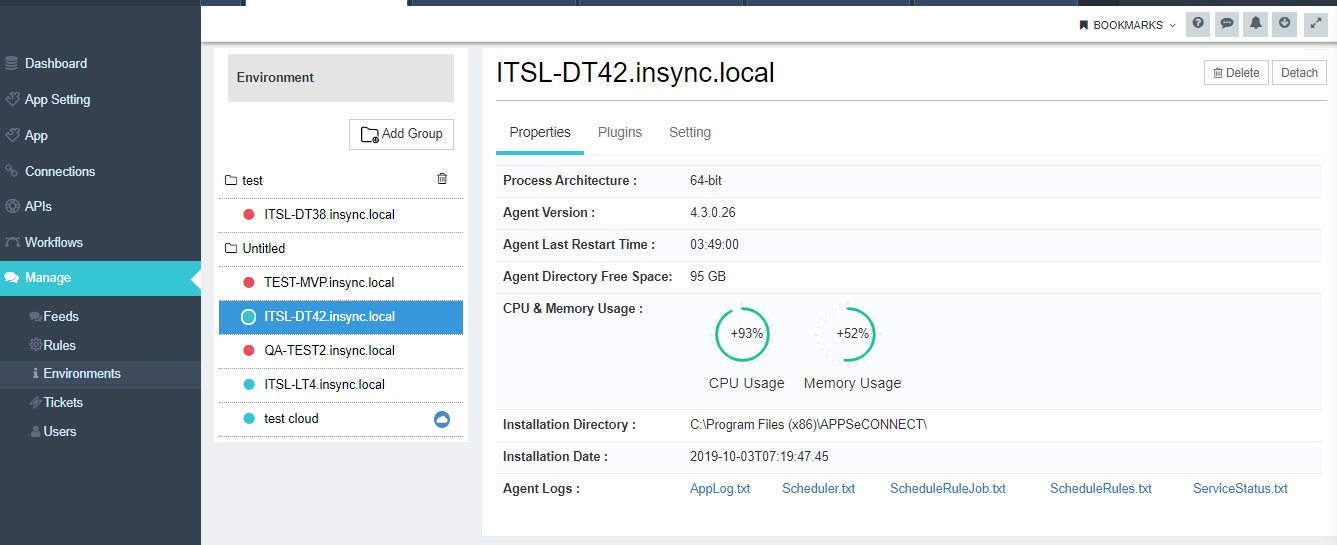 BOOKMARKS
Dashboard
App Setting
App
Connections
APIs
Workflows
Manage
Feeds
Rules
Environments
Tickets
Users
Environment
Add Group
test
ITSL-DT38.insync.local
Untitled
TEST-MVP.insync.local
ITSL-DT42.insync.local
QA-TEST2.insync.local
ITSL-LT4.insync.local
test cloud
ITSL-DT42.insync.local
Delete Detach
Properties Plugins Setting
Process Architecture : 64-bit
Agent Version : 4.3.0.26
Agent Last Restart Time : 03:49:00
Agent Directory Free Space: 95 GB
CPU & Memory Usage :
+93% +52%
CPU Usage Memory Usage
Installation Directory : C:\Program Files (x86)\APPSeCONNECT\
Installation Date : 2019-10-03T07:19:47.45
Agent Logs : AppLog.txt Scheduler.txt ScheduleRuleJob.txt ScheduleRules.txt ServiceStatus.txt